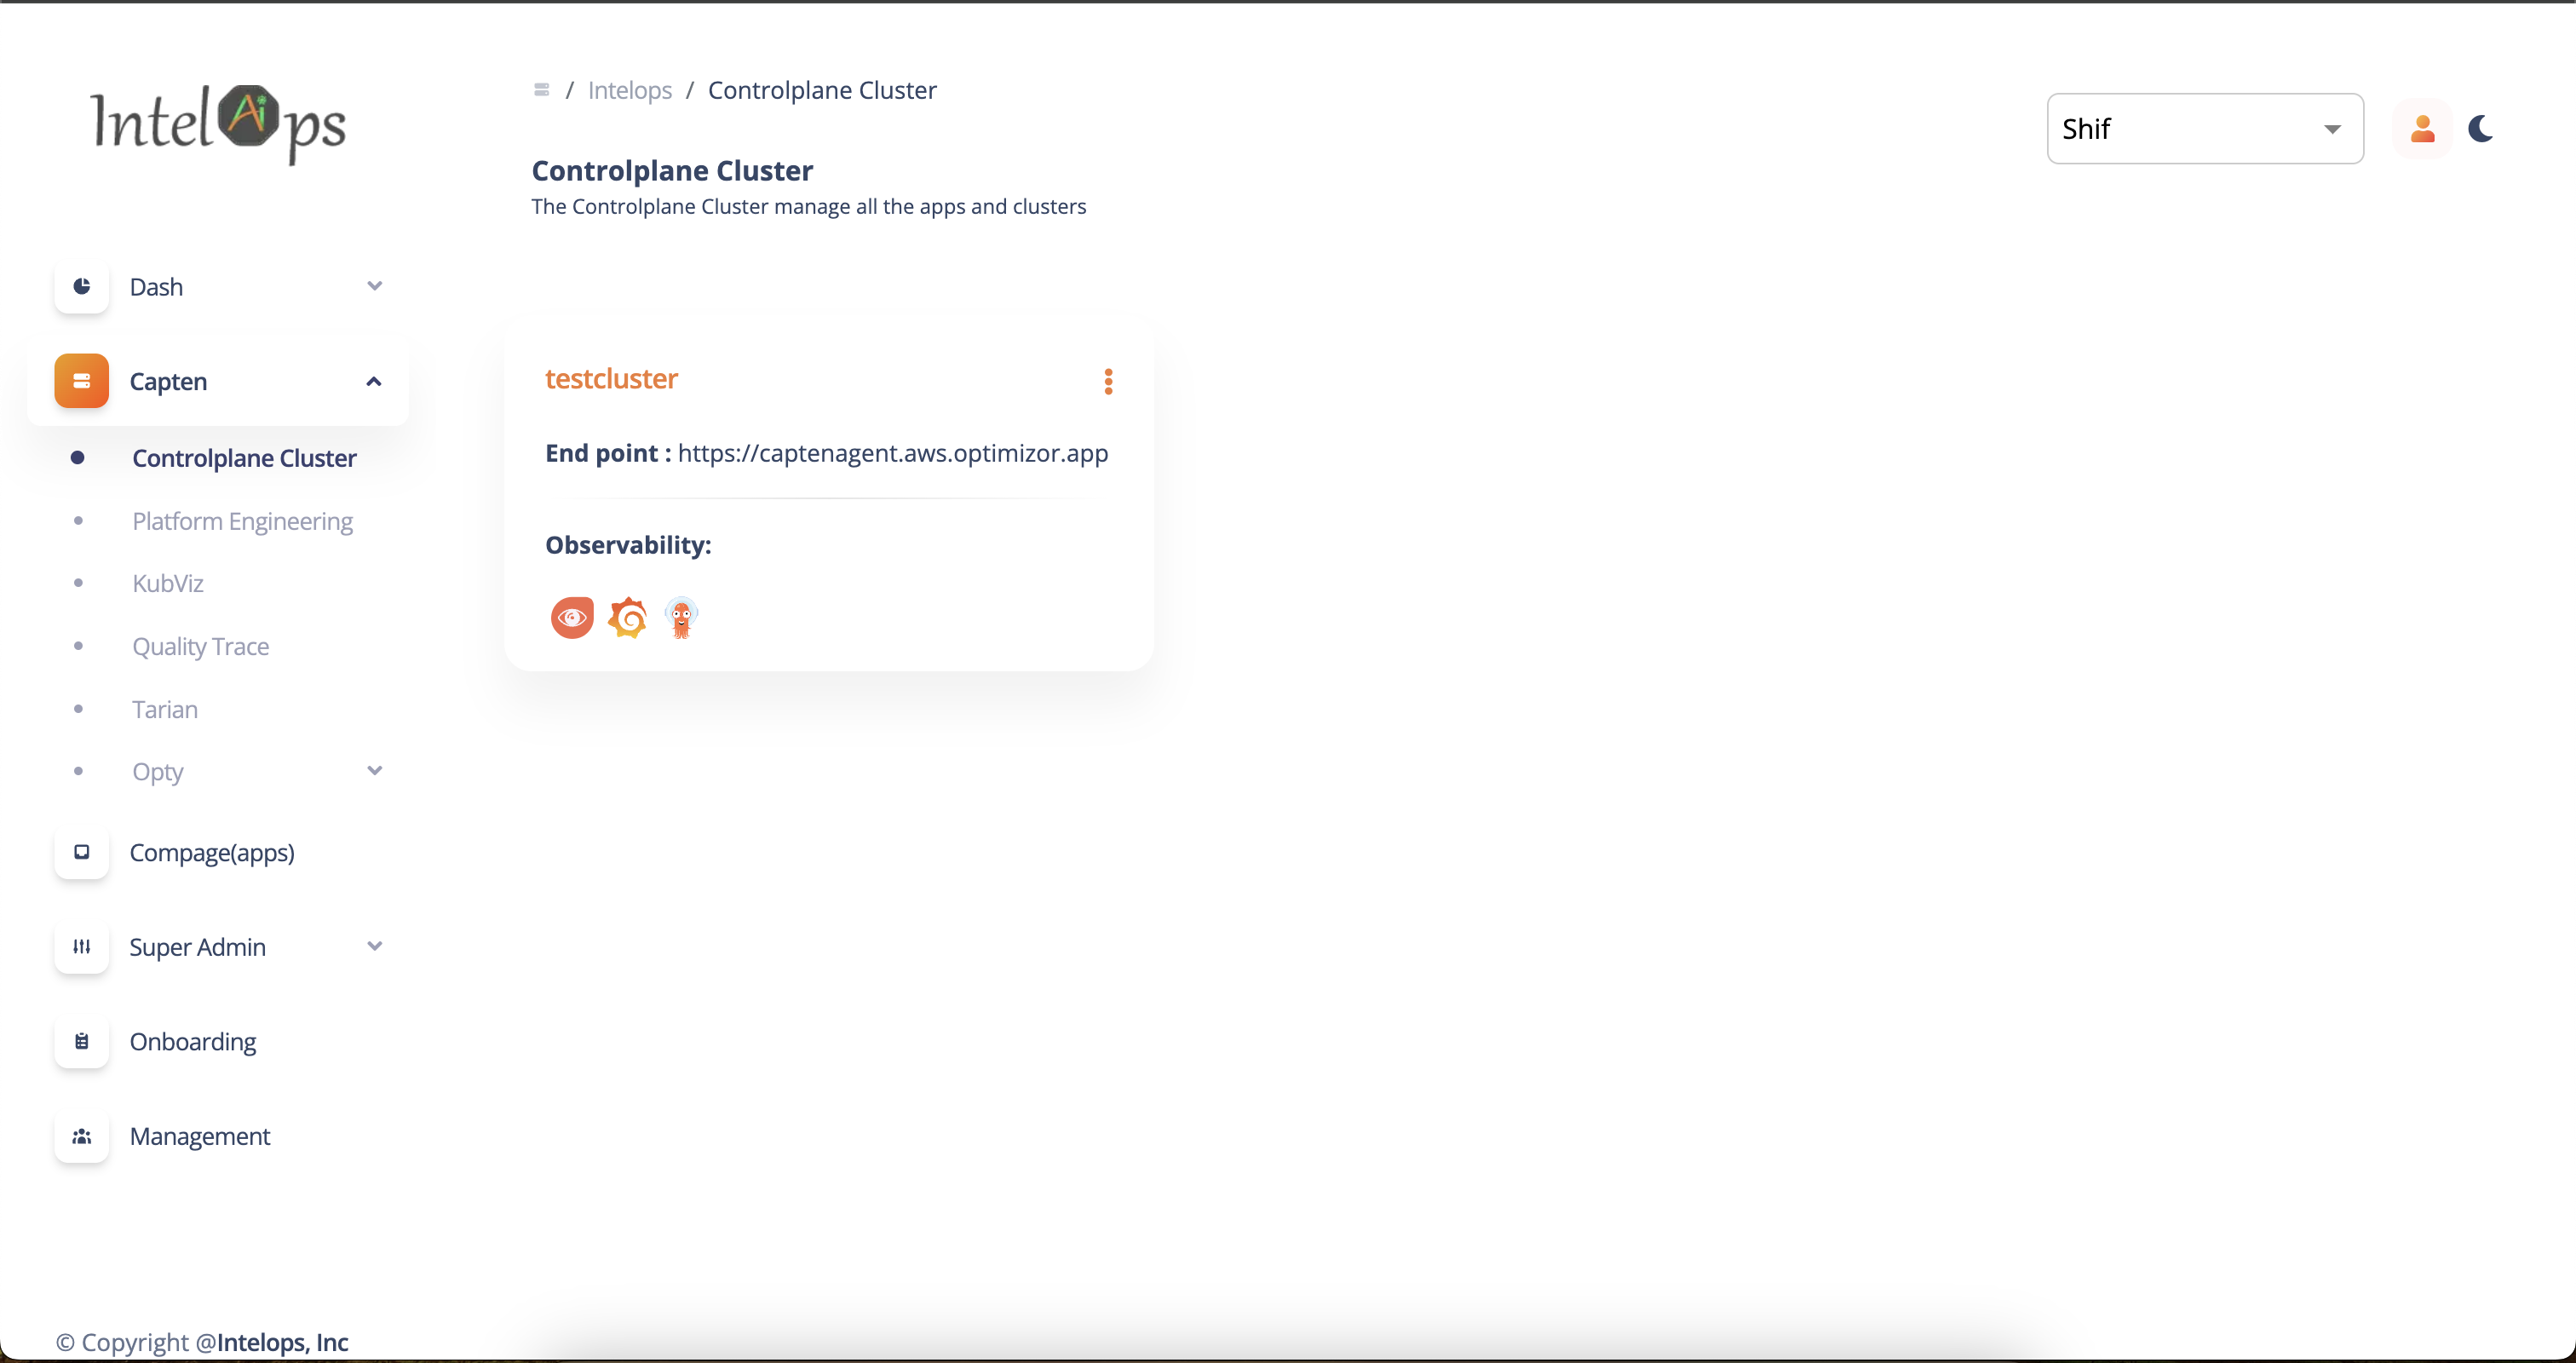 IntelAips
/ Intelops / Controlplane Cluster
Controlplane Cluster
The Controlplane Cluster manage all the apps and clusters
Shif
Dash
Capten
Controlplane Cluster
Platform Engineering
KubViz
Quality Trace
Tarian
Opty
Compage(apps)
Super Admin
Onboarding
Management
© Copyright @Intelops, Inc
testcluster
End point : https://captenagent.aws.optimizor.app
Observability: